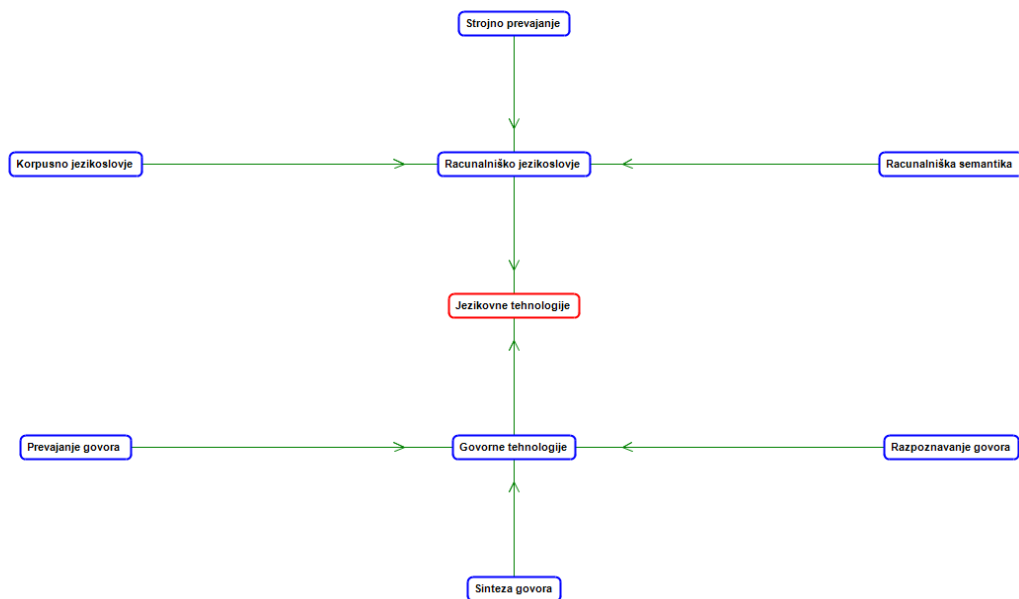 Strojno prevajanje
Korpusno jezikoslovje
Racunalniško jezikoslovje
Racunalniška semantika
Jezikovne tehnologije
Prevajanje govora
Govorne tehnologije
Razpoznavanje govora
Sinteza govora